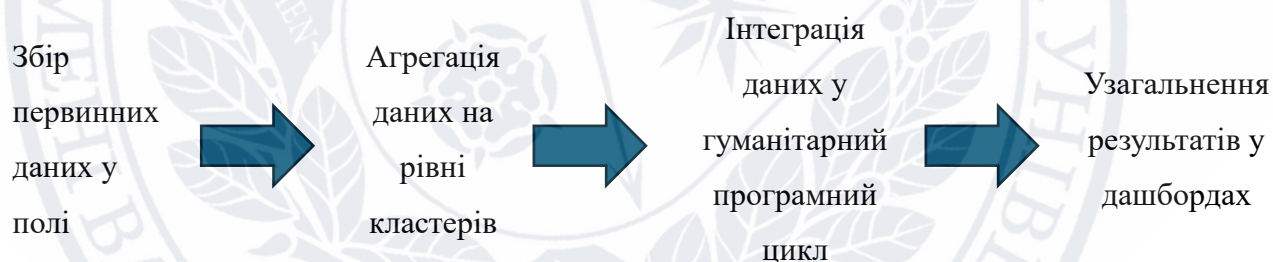 Збір
первинних
даних у
полі
Агрегація
даних на
рівні
кластерів
Інтеграція
даних у
гуманітарний
програмний
цикл
Узагальнення
результатів у
дашбордах